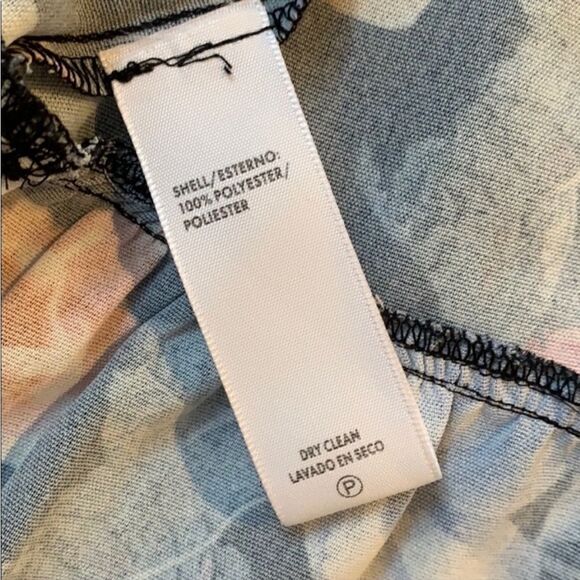 SHELL/ESTERNO:
100% POLYESTER/
POLIESTER
DRY CLEAN
LAVADO EN SECO
P